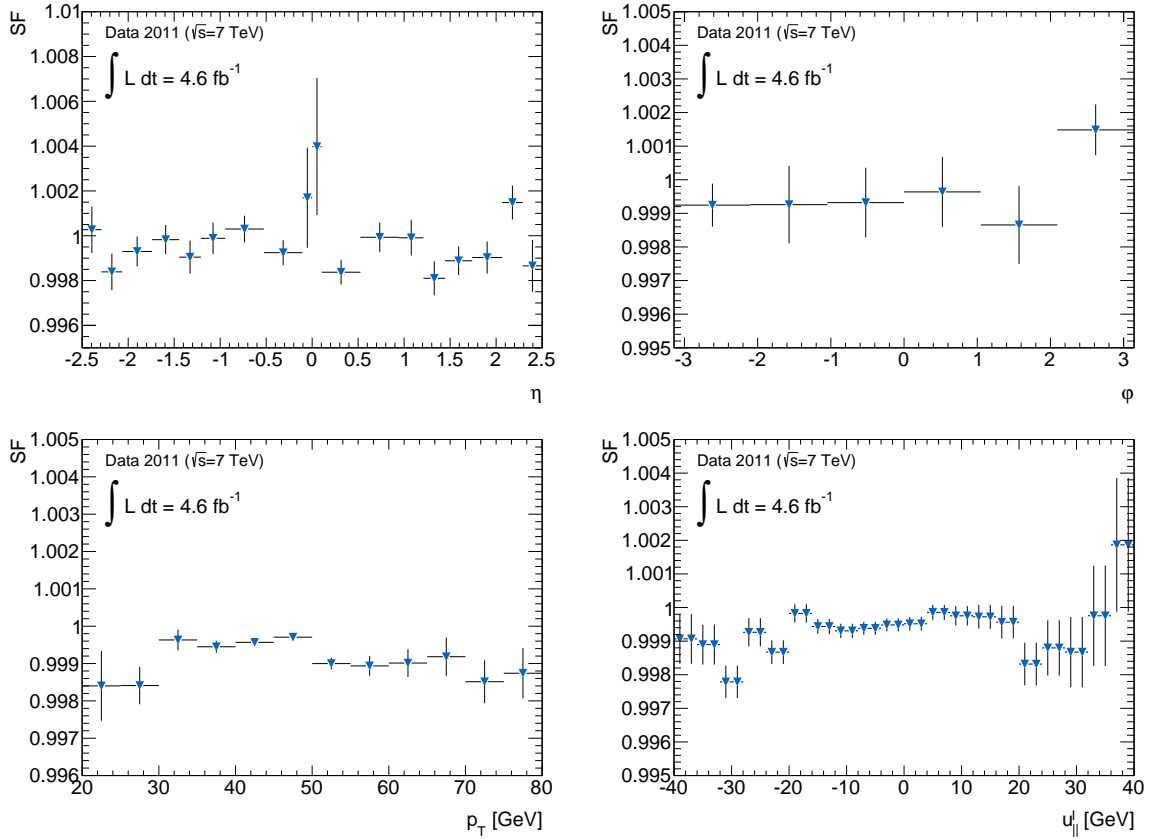 SF
Data 2011 (√s=7 TeV)
∫ L dt = 4.6 fb⁻¹
1.01
1.008
1.006
1.004
1.002
1
0.998
0.996
-2.5 -2 -1.5 -1 -0.5 0 0.5 1 1.5 2 2.5
η
SF
Data 2011 (√s=7 TeV)
∫ L dt = 4.6 fb⁻¹
1.005
1.004
1.003
1.002
1.001
1
0.999
0.998
0.997
0.996
0.995
-3 -2 -1 0 1 2 3
φ
SF
Data 2011 (√s=7 TeV)
∫ L dt = 4.6 fb⁻¹
1.005
1.004
1.003
1.002
1.001
1
0.999
0.998
0.997
0.996
20 30 40 50 60 70 80
p_T [GeV]
SF
Data 2011 (√s=7 TeV)
∫ L dt = 4.6 fb⁻¹
1.005
1.004
1.003
1.002
1.001
1
0.999
0.998
0.997
0.996
0.995
-40 -30 -20 -10 0 10 20 30 40
u_||^l [GeV]